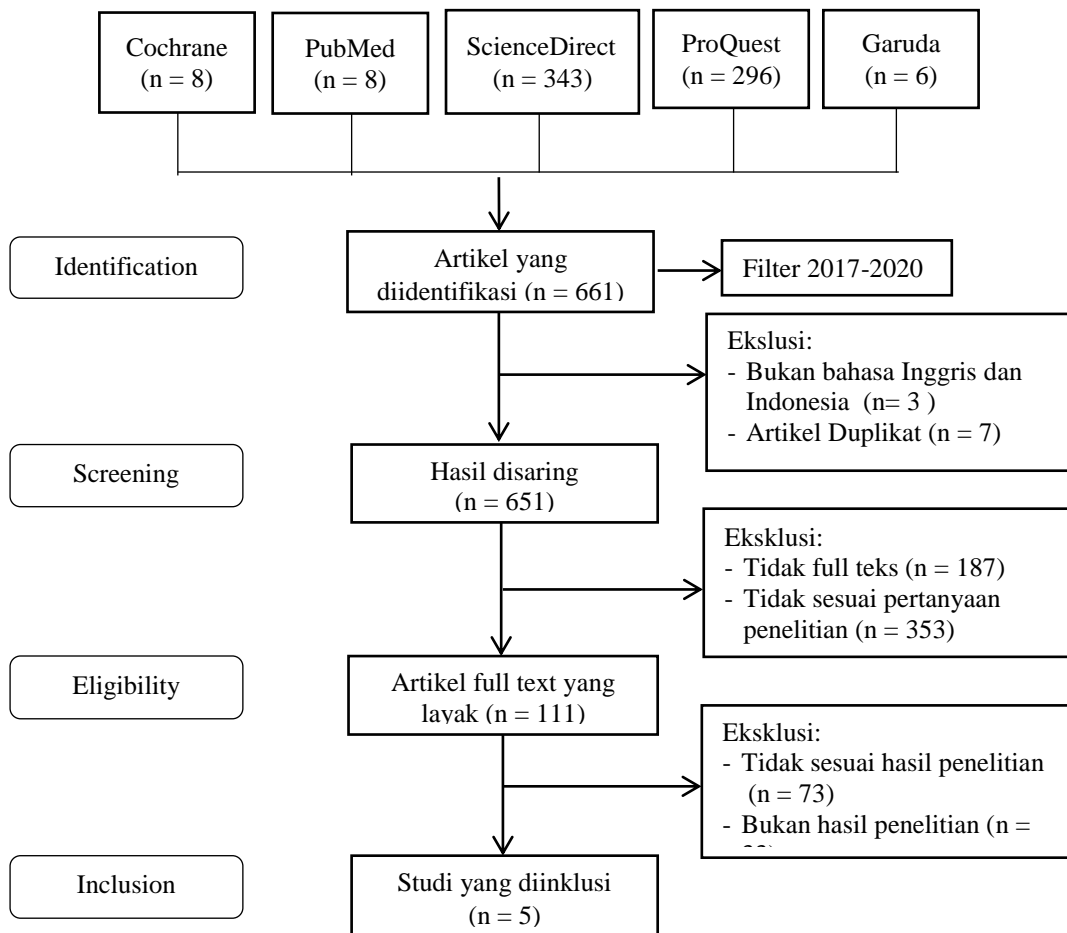 Cochrane
(n = 8)
PubMed
(n = 8)
ScienceDirect
(n = 343)
ProQuest
(n = 296)
Garuda
(n = 6)
Identification
Artikel yang
diidentifikasi (n = 661)
Filter 2017-2020
Ekslusi:
- Bukan bahasa Inggris dan
Indonesia (n= 3 )
- Artikel Duplikat (n = 7)
Screening
Hasil disaring
(n = 651)
Eksklusi:
- Tidak full teks (n = 187)
- Tidak sesuai pertanyaan
penelitian (n = 353)
Eligibility
Artikel full text yang
layak (n = 111)
Eksklusi:
- Tidak sesuai hasil penelitian
(n = 73)
- Bukan hasil penelitian (n =
Inclusion
Studi yang diinklusi
(n = 5)